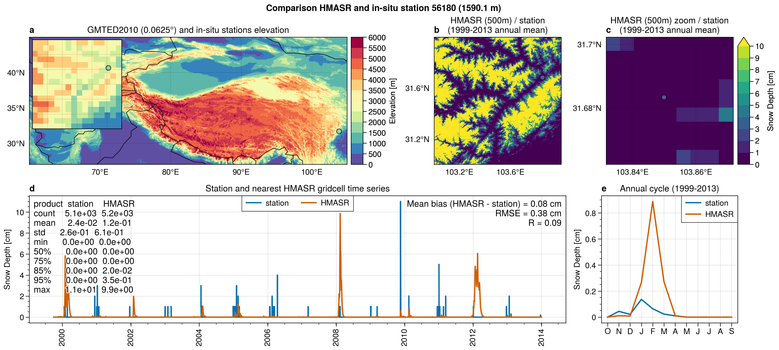 Comparison HMASR and in-situ station 56180 (1590.1 m)
a GMTED2010 (0.0625°) and in-situ stations elevation
40°N
35°N
30°N
70°E 80°E 90°E 100°E
6000
5500
5000
4500
4000
3500
3000
2500
2000
1500
1000
500
0
Elevation [m]
b HMASR (500m) / station
(1999-2013 annual mean)
31.6°N
31.2°N
103.2°E 103.6°E
c HMASR (500m) zoom / station
(1999-2013 annual mean)
31.7°N
31.68°N
103.84°E 103.86°E
10
9
8
7
6
5
4
3
2
1
0
Snow depth [cm]
d Station and nearest HMASR gridcell time series
product station HMASR
count 5.1e+03 5.2e+03
mean 2.4e-02 1.2e-01
std 2.6e-01 6.1e-01
min 0.0e+00 0.0e+00
50% 0.0e+00 0.0e+00
75% 0.0e+00 0.0e+00
85% 0.0e+00 2.0e-02
95% 0.0e+00 3.5e-01
max 1.1e+01 9.9e+00
station HMASR
Mean bias (HMASR - station) = 0.08 cm
RMSE = 0.38 cm
R = 0.09
Snow Depth [cm]
10
8
6
4
2
0
2000 2002 2004 2006 2008 2010 2012 2014
e Annual cycle (1999-2013)
station
HMASR
Snow Depth [cm]
0.8
0.6
0.4
0.2
0.0
O N D J F M A M J J A S